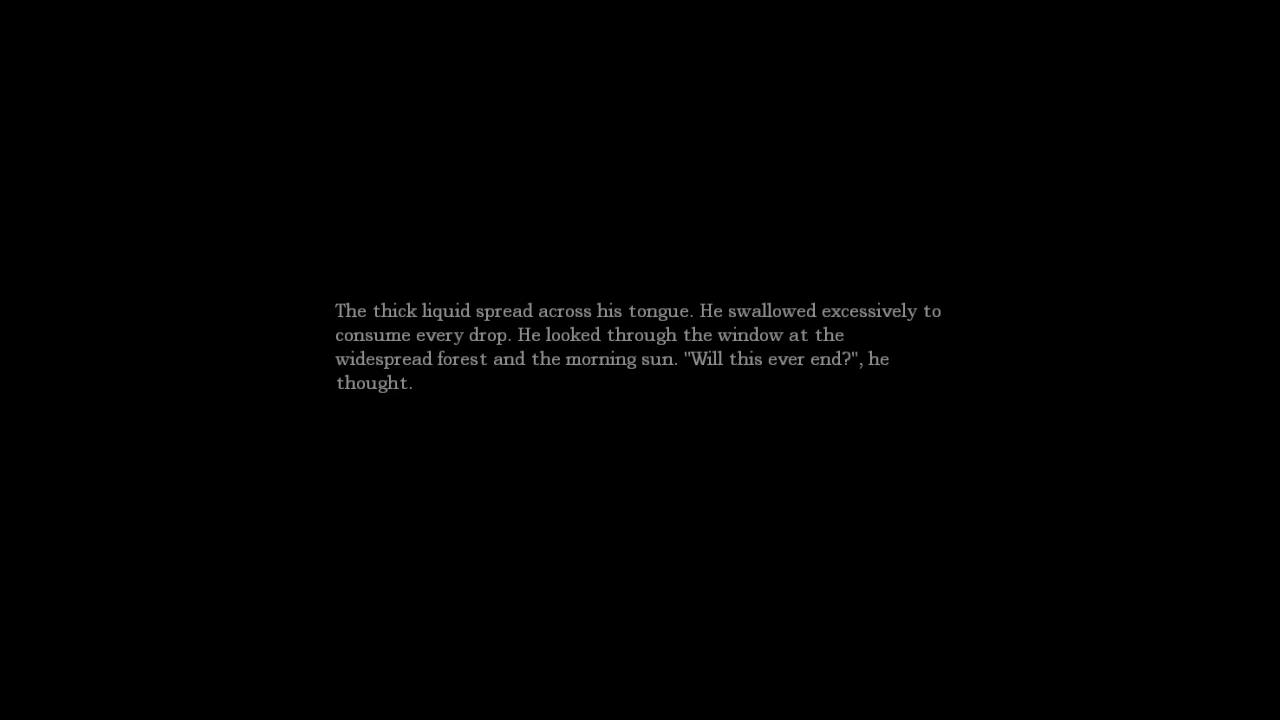 The thick liquid spread across his tongue. He swallowed excessively to
consume every drop. He looked through the window at the
widespread forest and the morning sun. "Will this ever end?", he
thought.